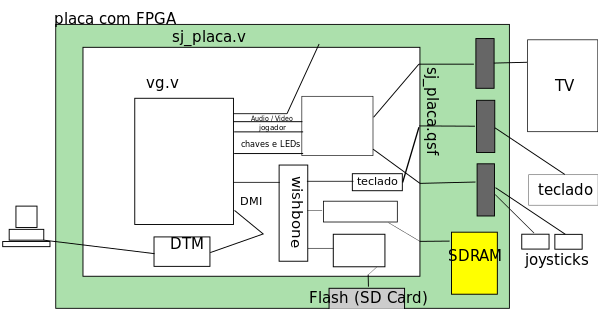 placa com FPGA
sj_placa.v
vg.v
Audio / Video
jogador
chaves e LEDs
sj_placa.qsf
TV
teclado
wishbone
teclado
DMI
DTM
SDRAM
joysticks
Flash (SD Card)